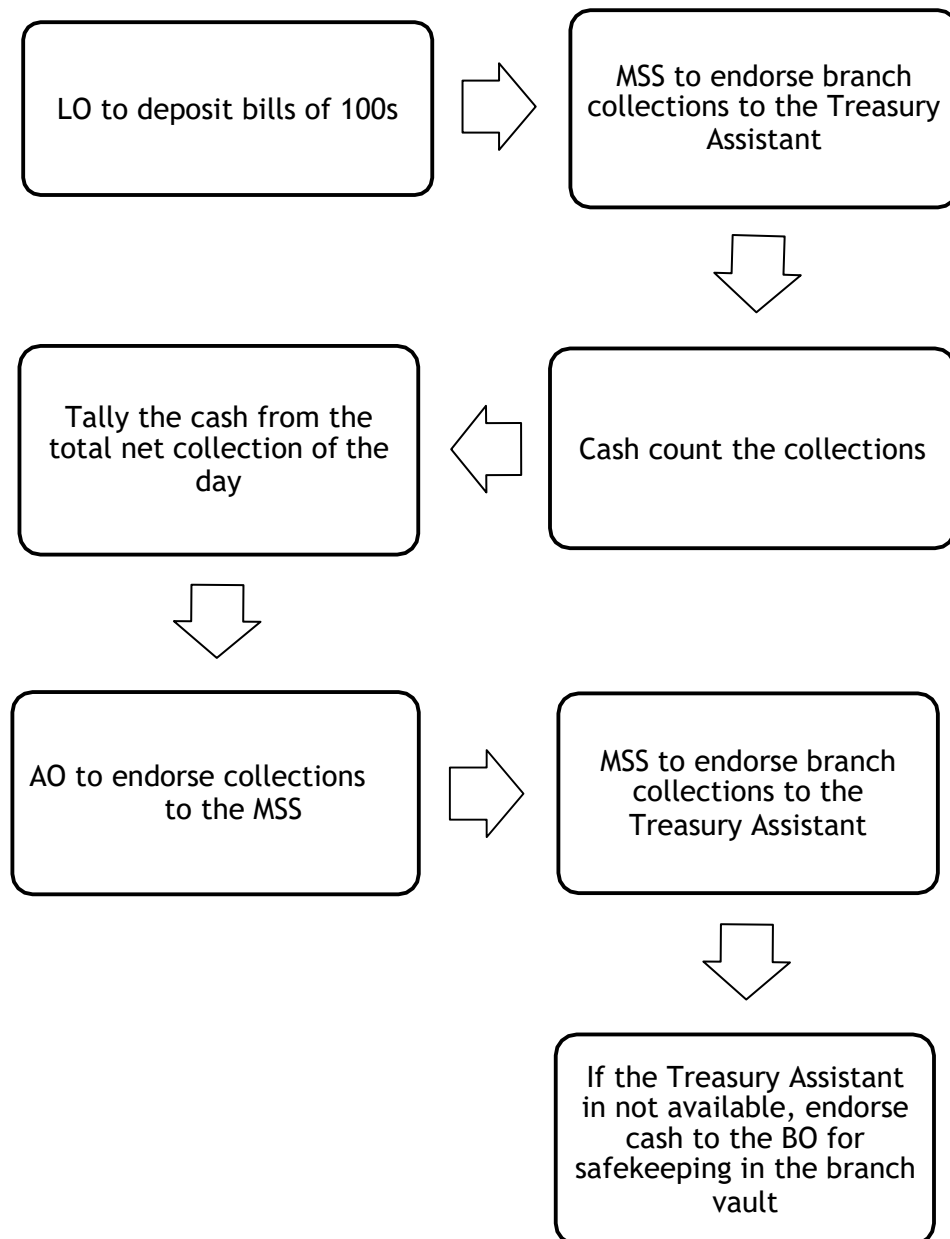 LO to deposit bills of 100s
MSS to endorse branch
collections to the Treasury
Assistant
Cash count the collections
Tally the cash from the
total net collection of the
day
AO to endorse collections
to the MSS
MSS to endorse branch
collections to the
Treasury Assistant
If the Treasury Assistant
in not available, endorse
cash to the BO for
safekeeping in the branch
vault